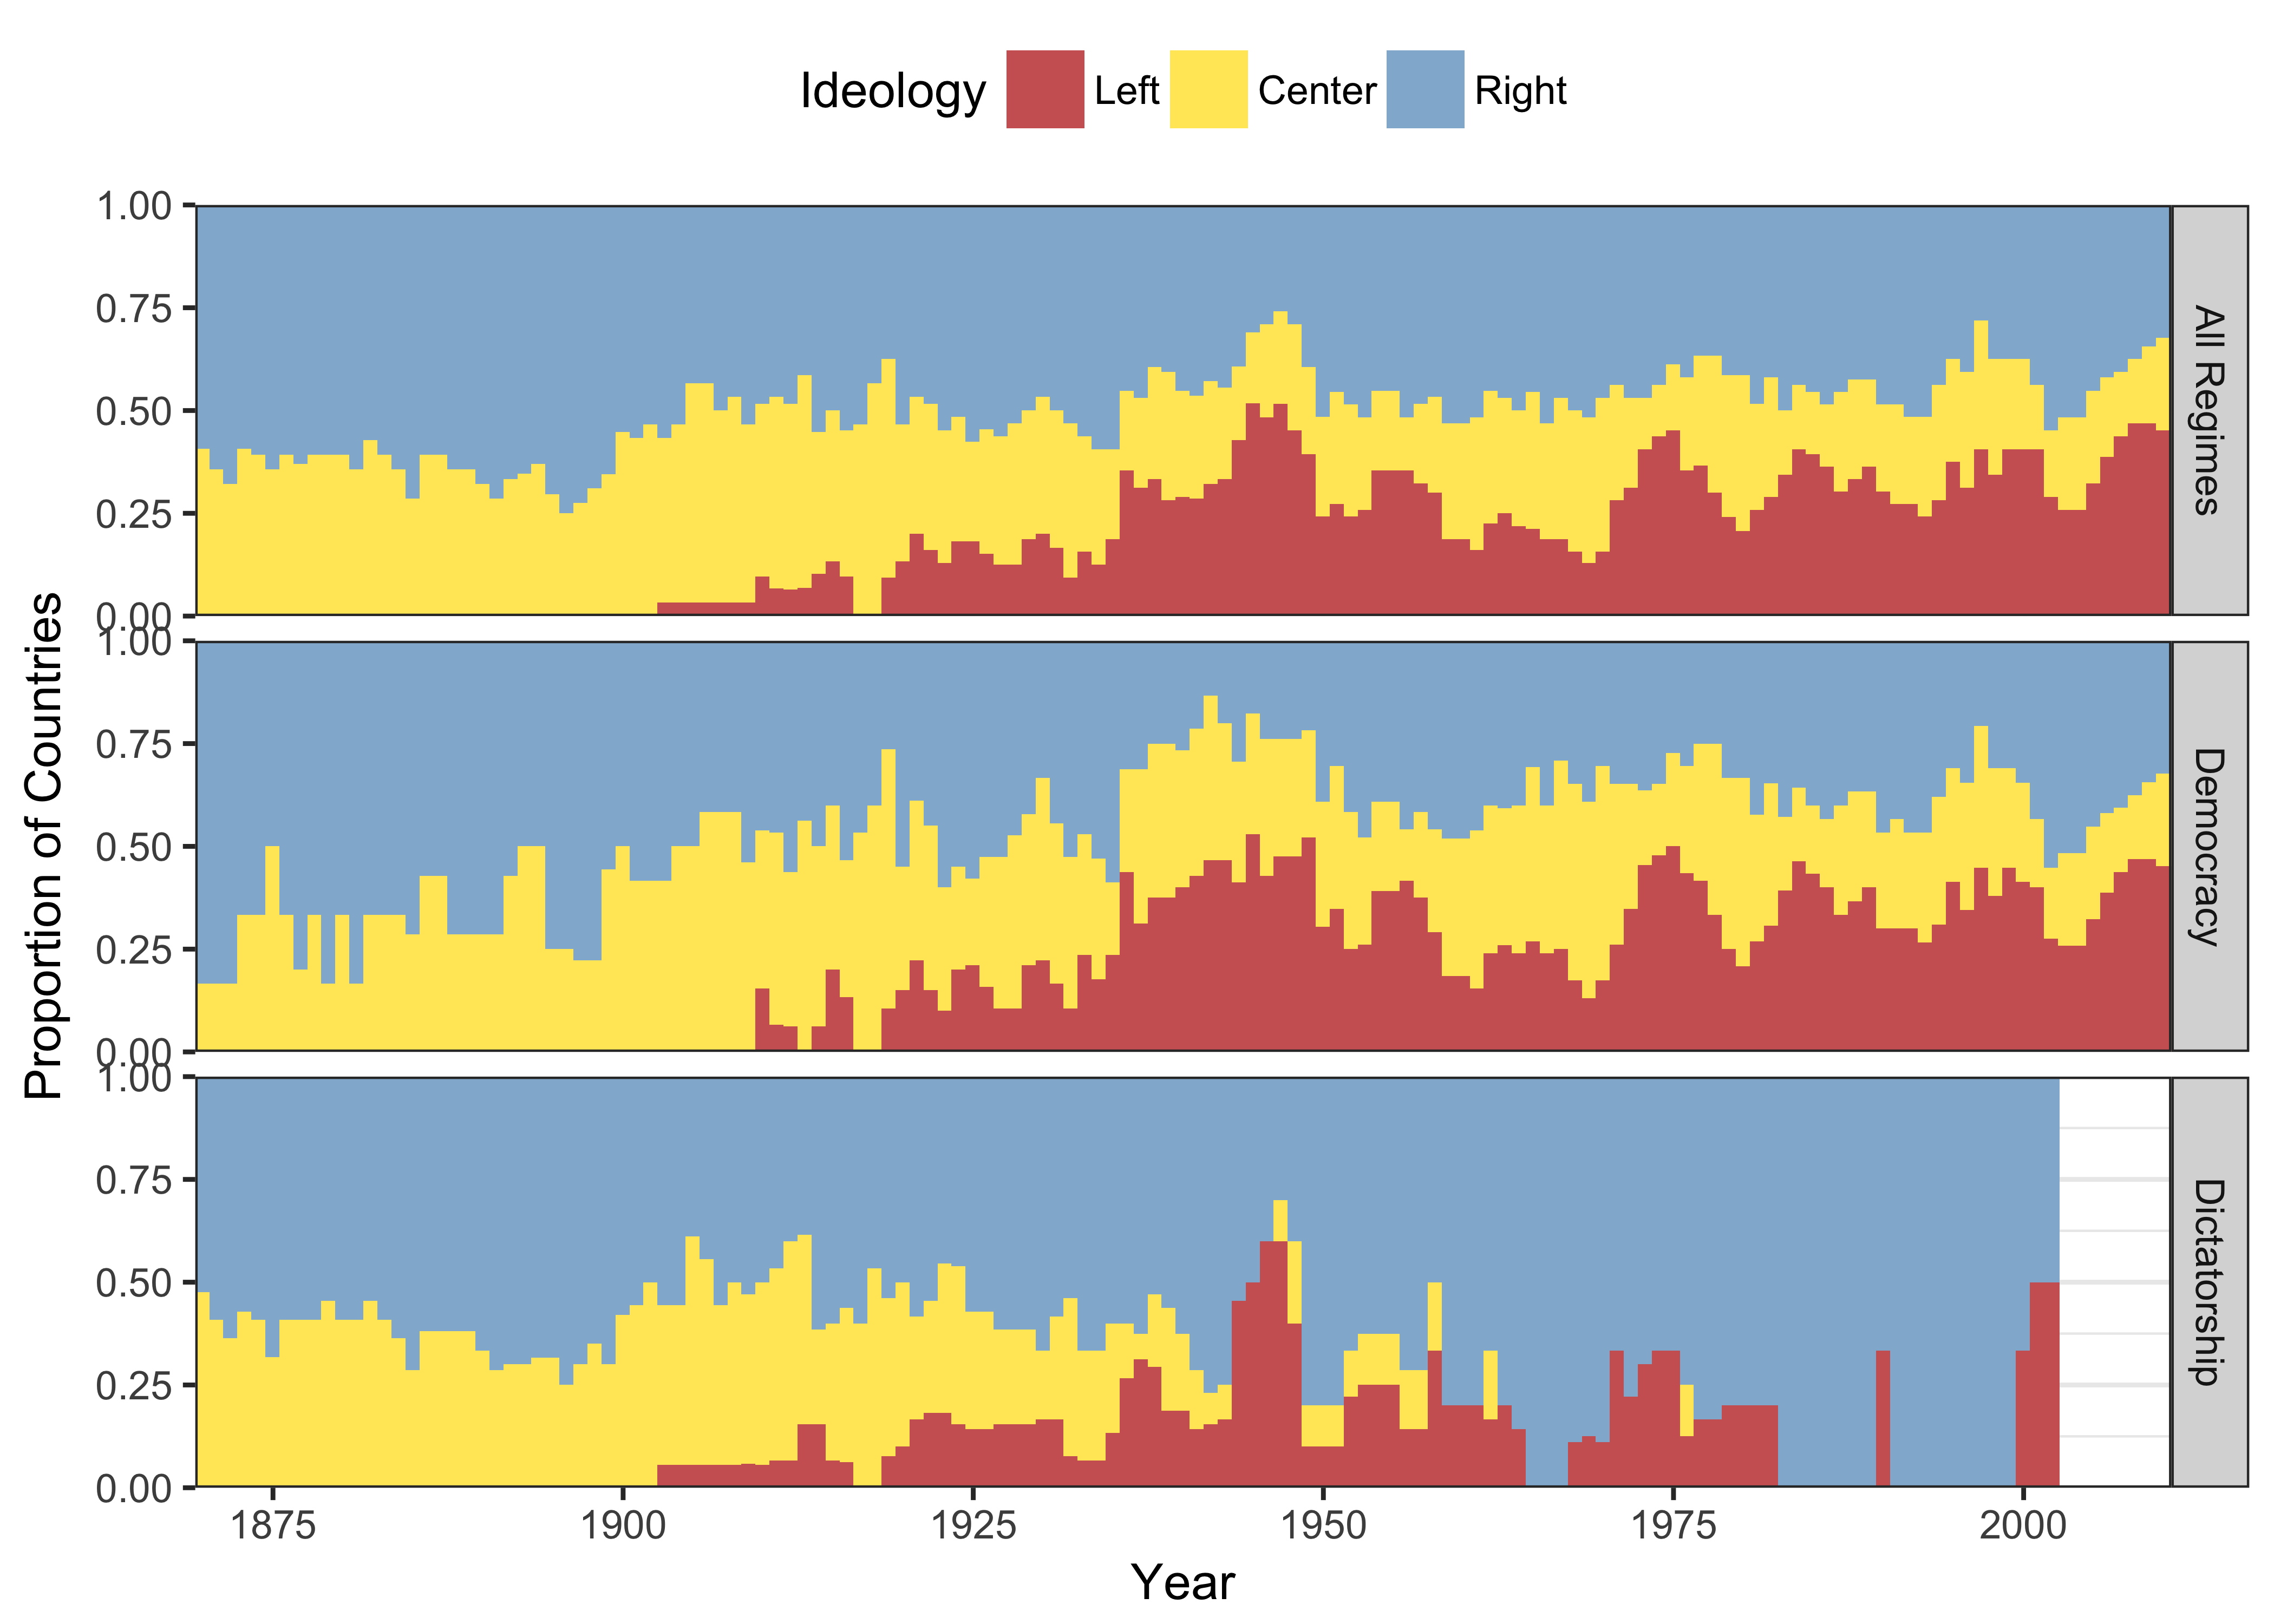 Ideology Left Center Right
1.00
0.75
0.50
0.25
0.00
All Regimes
1.00
0.75
0.50
0.25
0.00
Democracy
1.00
0.75
0.50
0.25
0.00
Dictatorship
Proportion of Countries
1875 1900 1925 1950 1975 2000
Year